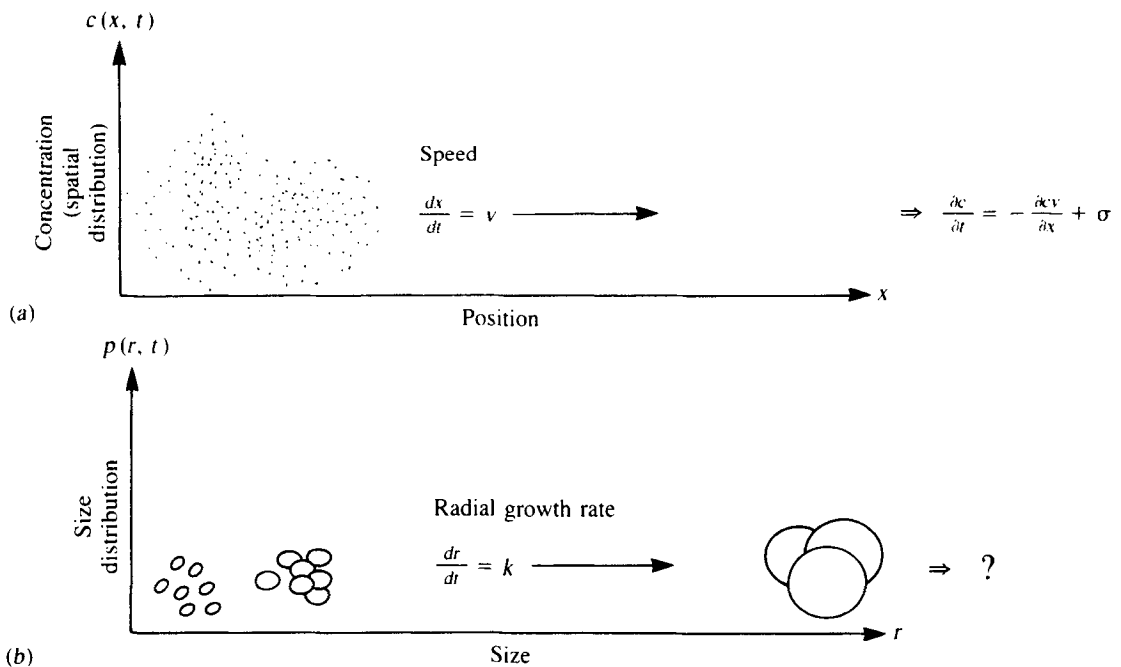 c(x, t)
Concentration
(spatial
distribution)
Speed
dx/dt = v
⇒ ∂c/∂t = − ∂cv/∂x + σ
x
Position
(a)
p(r, t)
Size
distribution
Radial growth rate
dr/dt = k
⇒ ?
r
Size
(b)